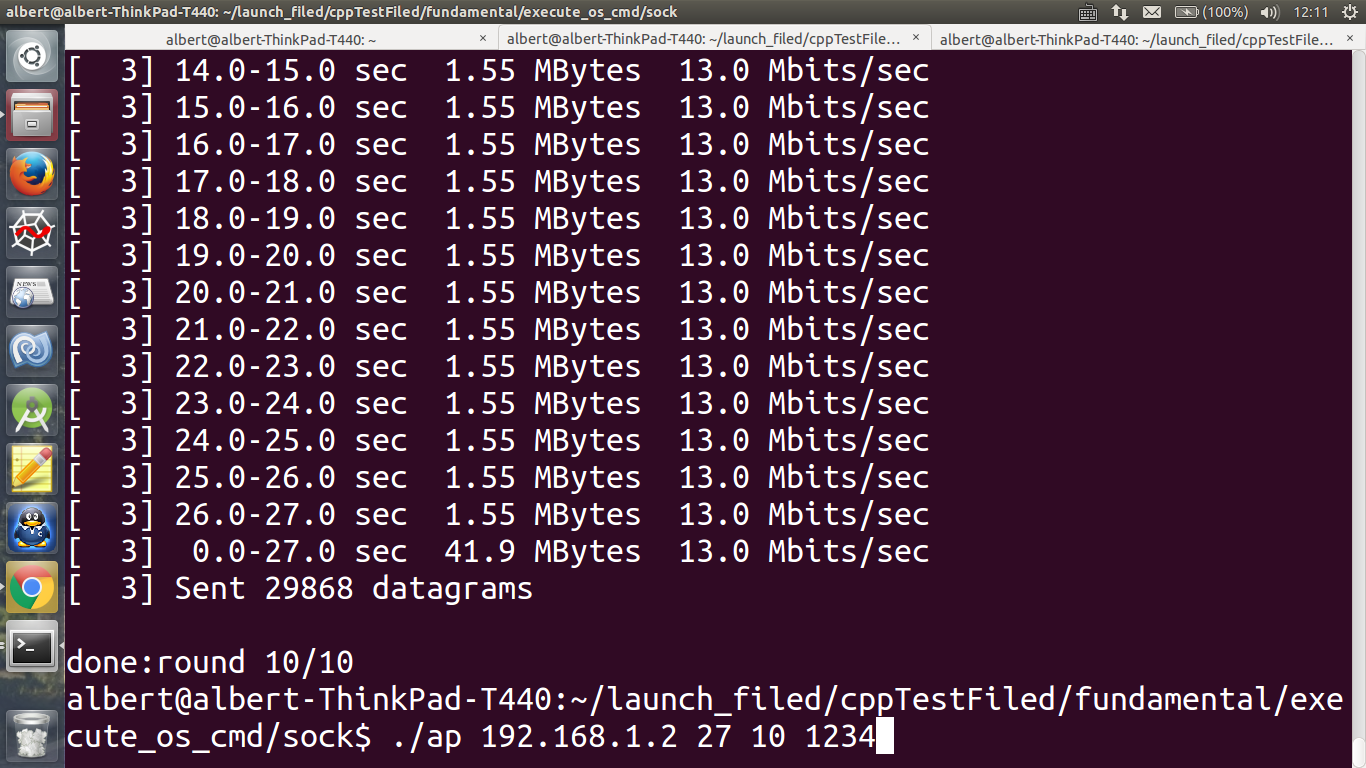 albert@albert-ThinkPad-T440: ~/launch_filed/cppTestFiled/fundamental/execute_os_cmd/sock
(100%) 12:11
albert@albert-ThinkPad-T440: ~ ×
albert@albert-ThinkPad-T440: ~/launch_filed/cppTestFile... ×
albert@albert-ThinkPad-T440: ~/launch_filed/cppTestFile... ×
[  3] 14.0-15.0 sec  1.55 MBytes  13.0 Mbits/sec
[  3] 15.0-16.0 sec  1.55 MBytes  13.0 Mbits/sec
[  3] 16.0-17.0 sec  1.55 MBytes  13.0 Mbits/sec
[  3] 17.0-18.0 sec  1.55 MBytes  13.0 Mbits/sec
[  3] 18.0-19.0 sec  1.55 MBytes  13.0 Mbits/sec
[  3] 19.0-20.0 sec  1.55 MBytes  13.0 Mbits/sec
[  3] 20.0-21.0 sec  1.55 MBytes  13.0 Mbits/sec
[  3] 21.0-22.0 sec  1.55 MBytes  13.0 Mbits/sec
[  3] 22.0-23.0 sec  1.55 MBytes  13.0 Mbits/sec
[  3] 23.0-24.0 sec  1.55 MBytes  13.0 Mbits/sec
[  3] 24.0-25.0 sec  1.55 MBytes  13.0 Mbits/sec
[  3] 25.0-26.0 sec  1.55 MBytes  13.0 Mbits/sec
[  3] 26.0-27.0 sec  1.55 MBytes  13.0 Mbits/sec
[  3]  0.0-27.0 sec  41.9 MBytes  13.0 Mbits/sec
[  3] Sent 29868 datagrams
done:round 10/10
albert@albert-ThinkPad-T440:~/launch_filed/cppTestFiled/fundamental/exe
cute_os_cmd/sock$ ./ap 192.168.1.2 27 10 1234
NEWS